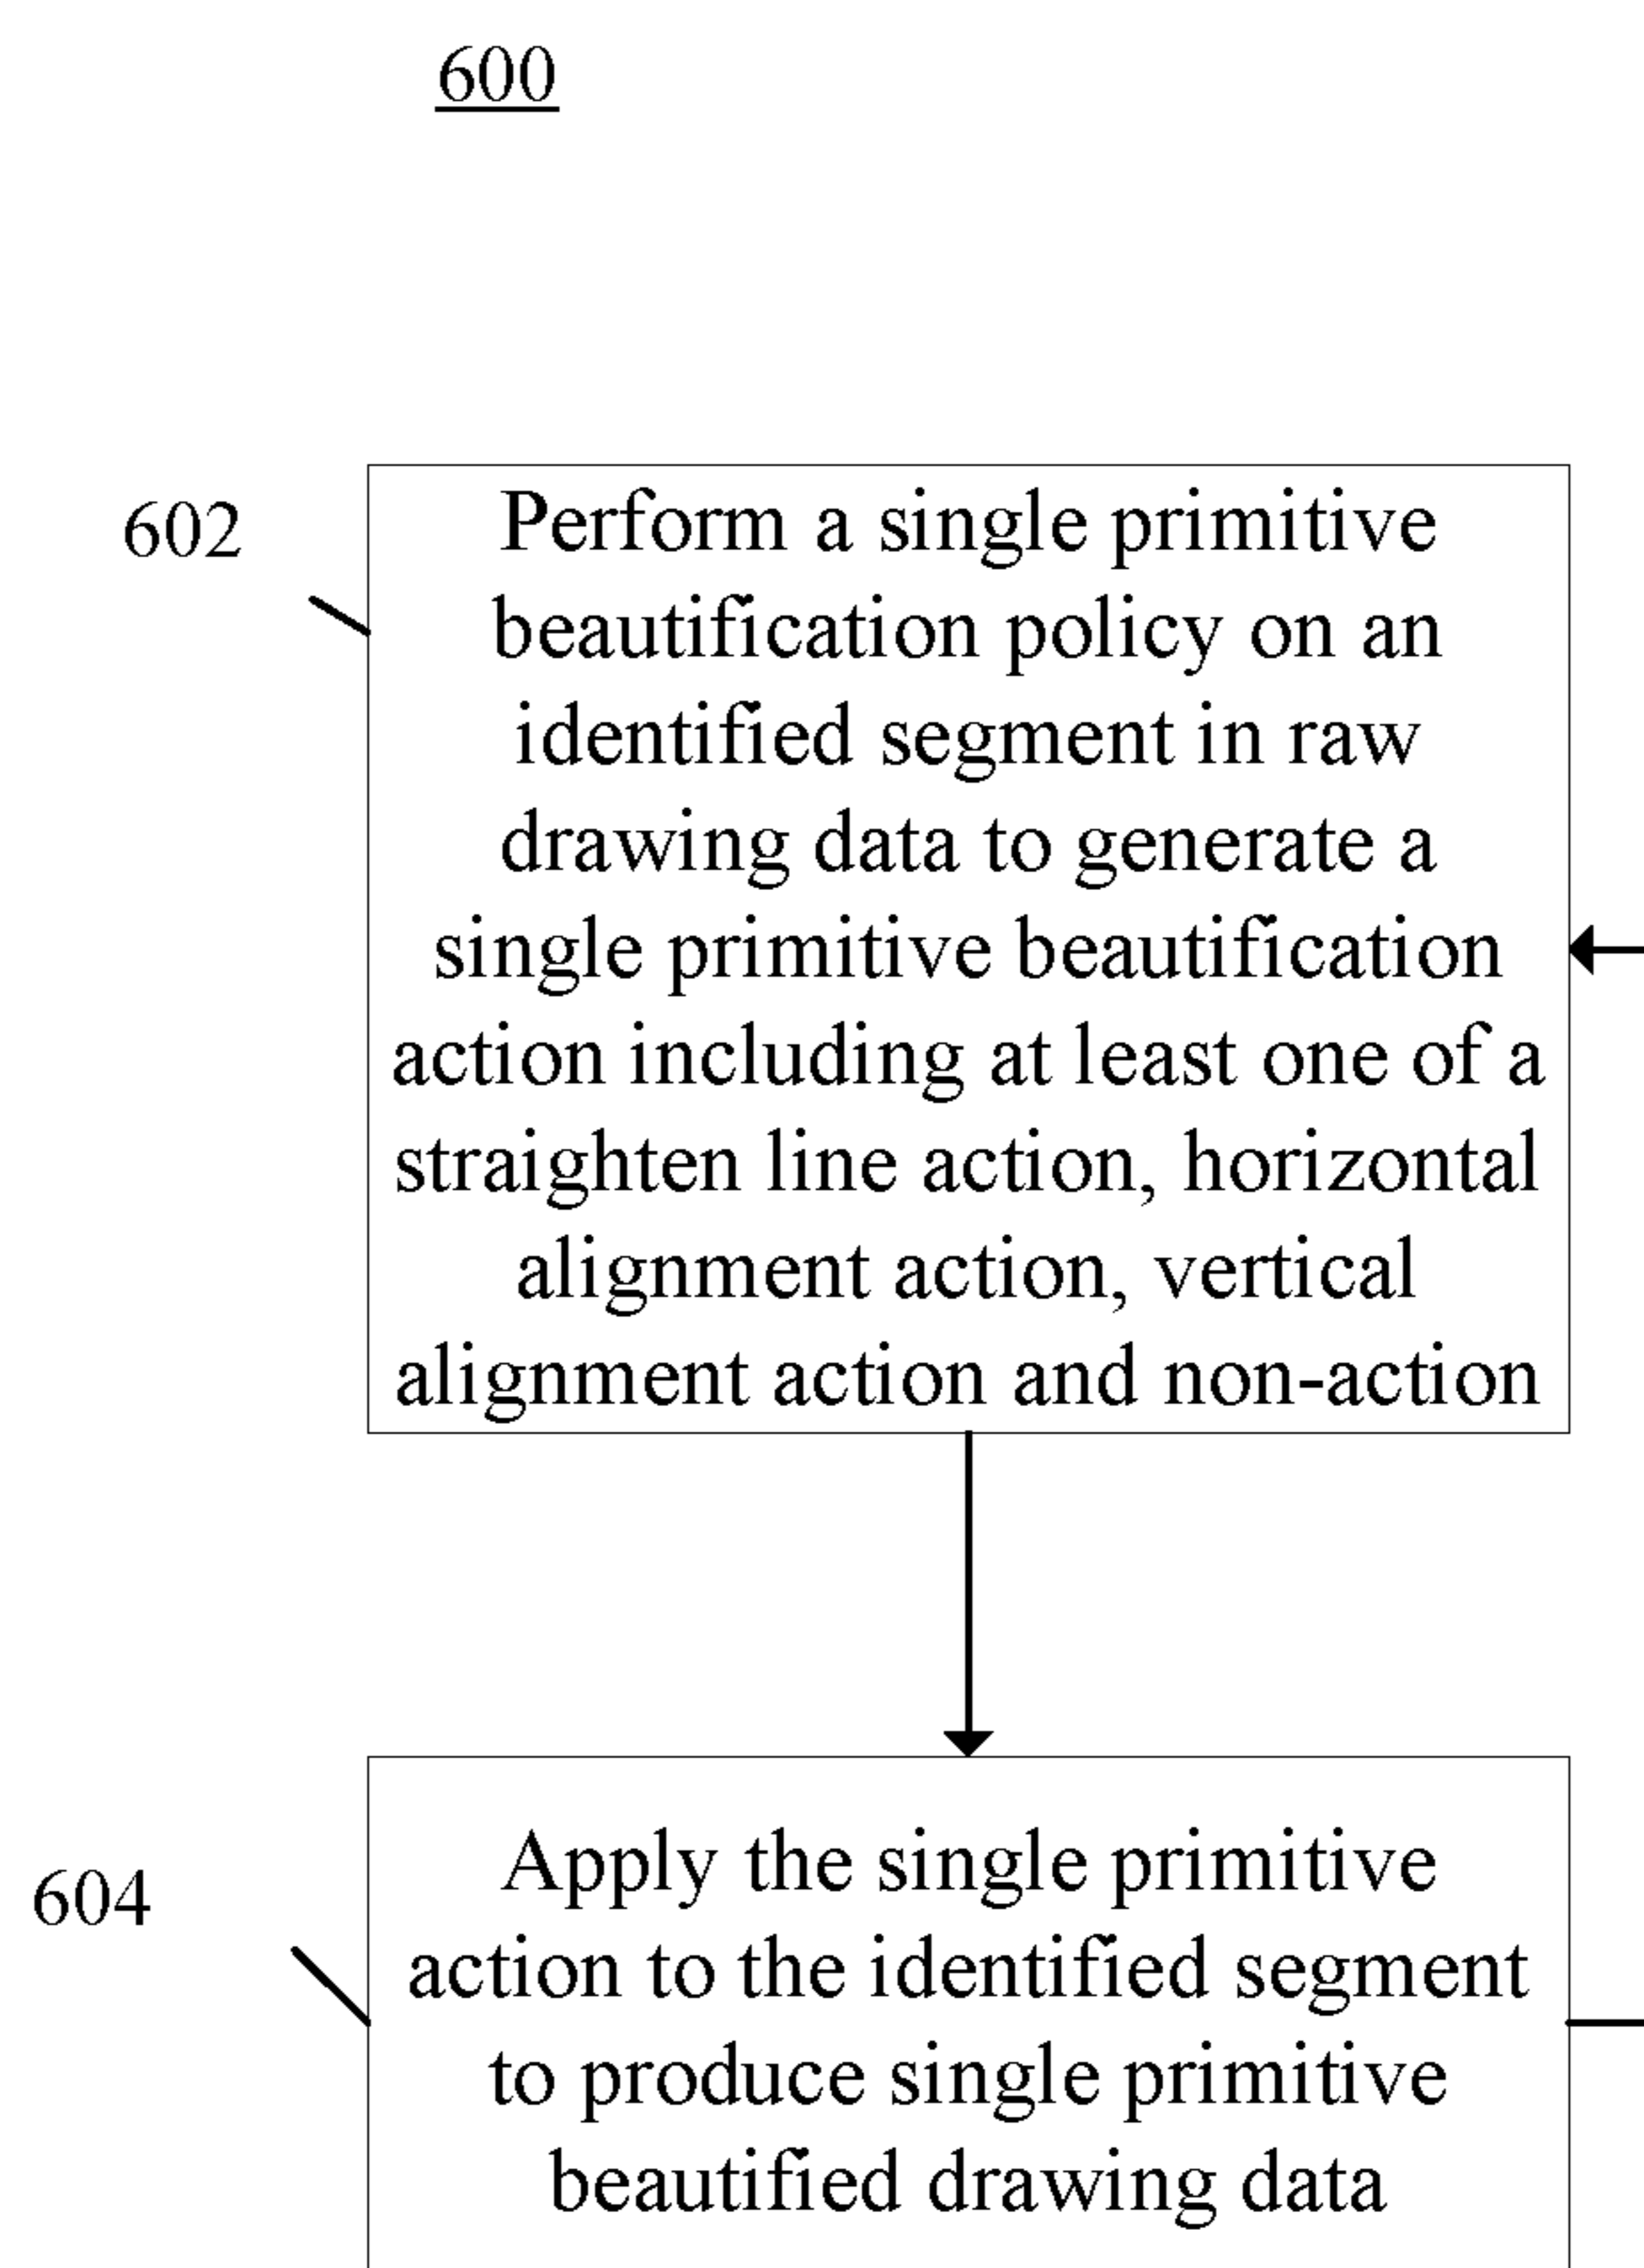 600
602
Perform a single primitive
beautification policy on an
identified segment in raw
drawing data to generate a
single primitive beautification
action including at least one of a
straighten line action, horizontal
alignment action, vertical
alignment action and non-action
604
Apply the single primitive
action to the identified segment
to produce single primitive
beautified drawing data